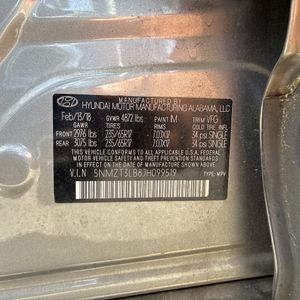 MANUFACTURED BY
HYUNDAI MOTOR MANUFACTURING ALABAMA, LLC
Feb/13/18 GVWR 4872 lbs PAINT IM TRIM VFG
GAWR TIRES RIMS COLD TIRE INFL. PRES.
FRONT 2976 lbs 235/65R17 7.0JX17 34 psi SINGLE
REAR 3075 lbs 235/65R17 7.0JX17 34 psi SINGLE
THIS VEHICLE CONFORMS TO ALL APPLICABLE
U.S. FEDERAL MOTOR VEHICLE SAFETY STANDARDS
IN EFFECT ON THE DATE OF MANUFACTURE SHOWN ABOVE.
V.I.N 5NMZT3LB8JH099519 TYPE: MPV